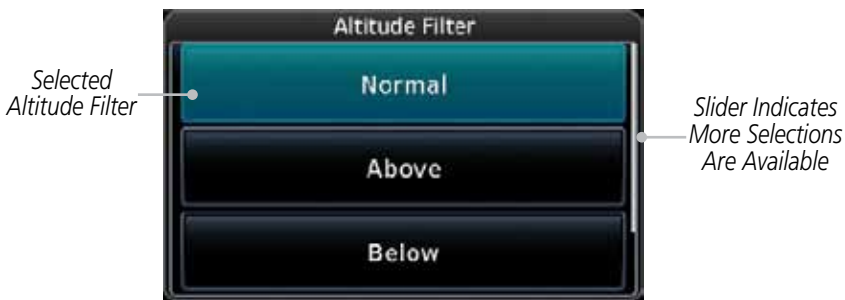 Altitude Filter
Selected
Altitude Filter
Normal
Slider Indicates
More Selections
Are Available
Above
Below